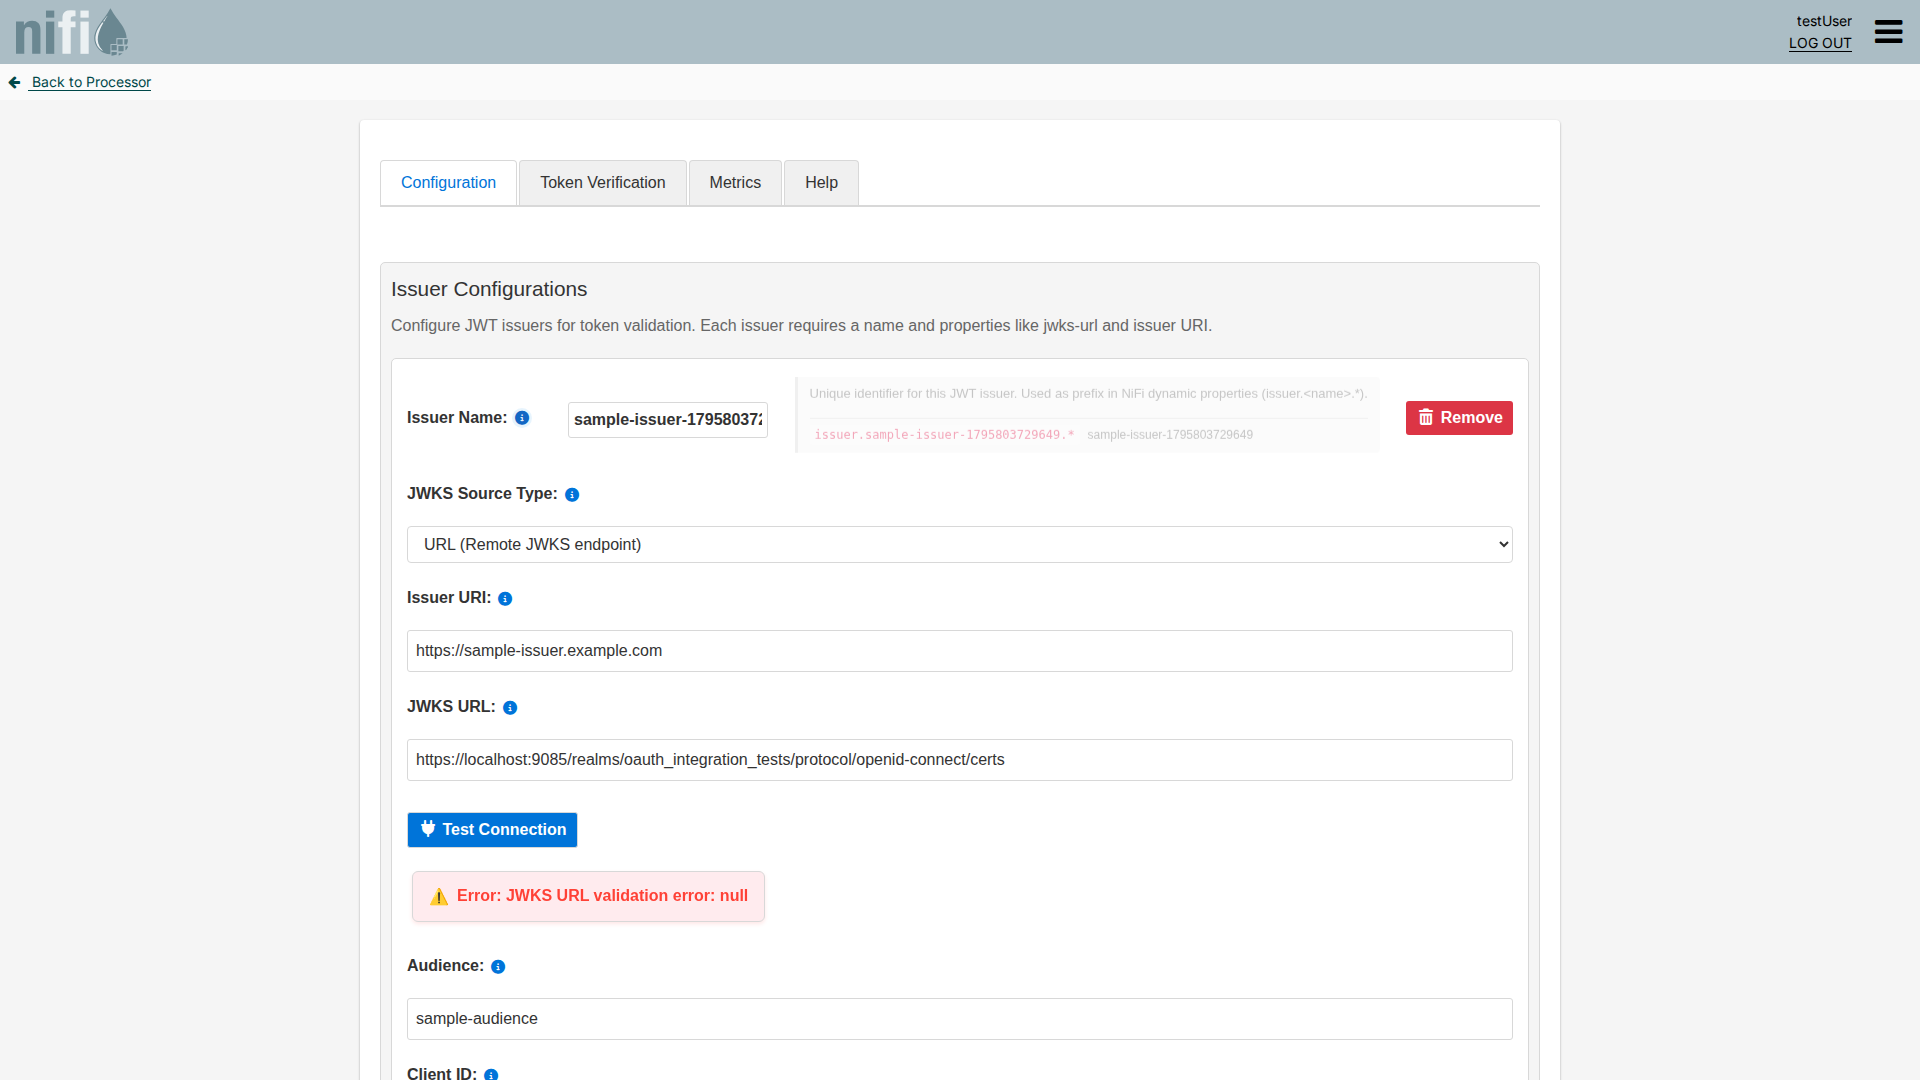 nifi
testUser
LOG OUT
Back to Processor
Configuration
Token Verification
Metrics
Help
Issuer Configurations
Configure JWT issuers for token validation. Each issuer requires a name and properties like jwks-url and issuer URI.
Issuer Name:
sample-issuer-17958037
Unique identifier for this JWT issuer. Used as prefix in NiFi dynamic properties (issuer.<name>.*).
issuer.sample-issuer-1795803729649.* sample-issuer-1795803729649
Remove
JWKS Source Type:
URL (Remote JWKS endpoint)
Issuer URI:
https://sample-issuer.example.com
JWKS URL:
https://localhost:9085/realms/oauth_integration_tests/protocol/openid-connect/certs
Test Connection
Error: JWKS URL validation error: null
Audience:
sample-audience
Client ID: